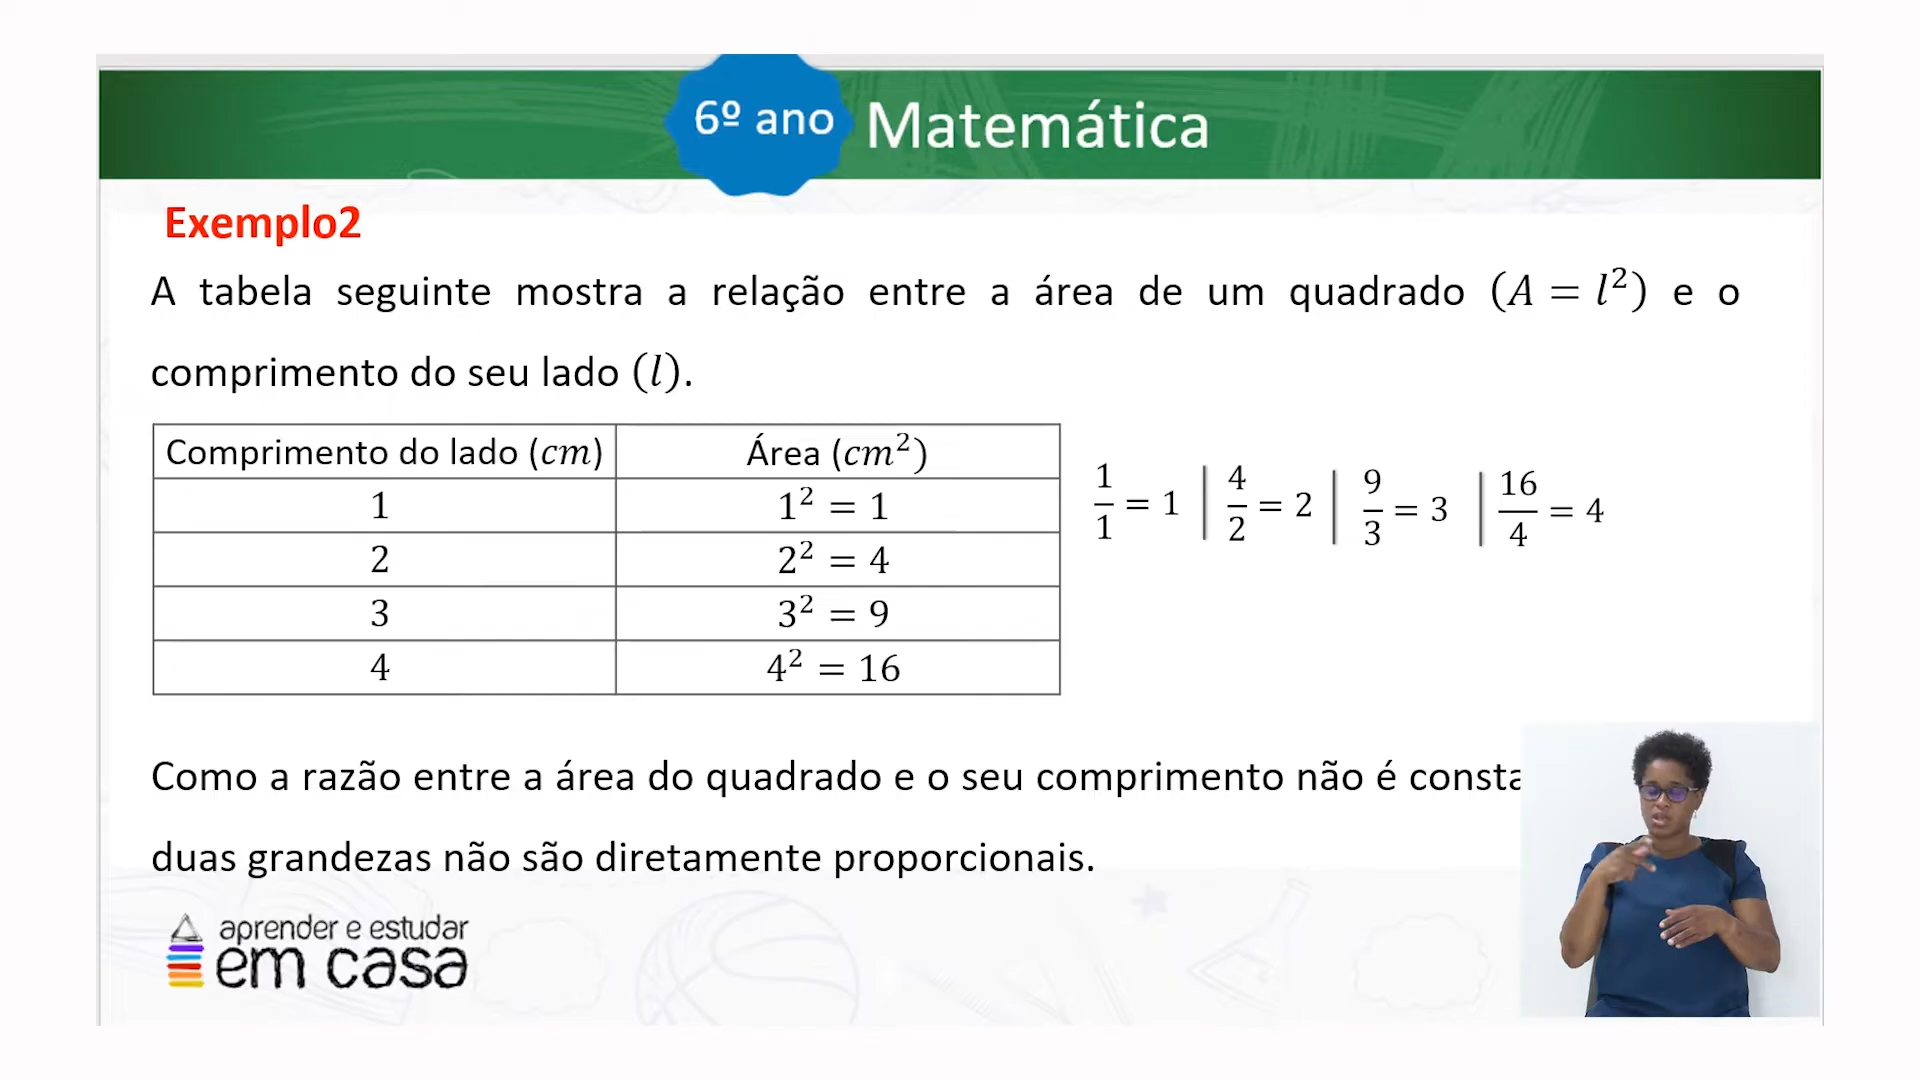 6º ano Matemática
Exemplo2
A tabela seguinte mostra a relação entre a área de um quadrado (A = l²) e o
comprimento do seu lado (l).
Comprimento do lado (cm) Área (cm²)
1 1² = 1
2 2² = 4
3 3² = 9
4 4² = 16
1/1 = 1 | 4/2 = 2 | 9/3 = 3 | 16/4 = 4
Como a razão entre a área do quadrado e o seu comprimento não é
duas grandezas não são diretamente proporcionais.
aprender e estudar
em casa